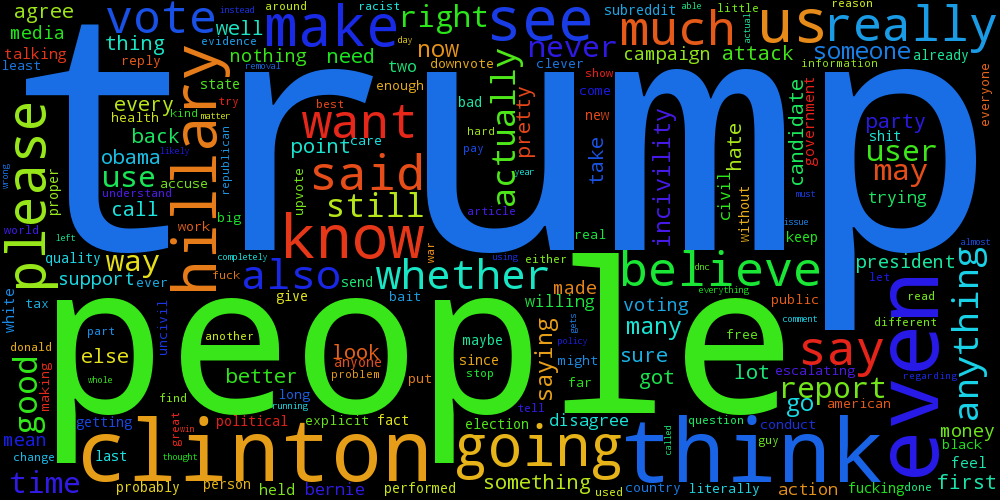 trump
people
think
clinton
hillary
know
going
see
make
us
really
vote
right
much
never
someone
agree
media
talking
least
thing
reply
well
evidence
around
instead
racist
nothing
need
day
now
two
downvote
clever
subreddit
able
little
actual
reason
campaign
attack
already
information
everyone
please
proper
wrong
world
every
health
kind
try
matter
state
enough
back
obama
likely
understand
use
accuse
call
republican
removal
best
want
point
care
said
upvote
still
big
work
actually
pretty
bad
hard
pay
year
article
show
come
new
take
incivility
hate
civil
without
candidate
government
must
issue
keep
party
shit
user
may
trying
left
quality
way
support
ever
completely
fuck
also
send
give
war
whether
bait
using
either
real
made
willing
believe
dnc
everything
president
let
almost
read
different
anything
even
regarding
public
comment
white
tax
donald
part
uncivil
another
look
anyone
problem
maybe
since
stop
put
saying
gets
policy
might
far
tell
voting
many
sure
got
free
lot
say
escalating
report
american
go
good
making
else
whole
better
find
long
running
getting
great
win
political
explicit
fact
election
disagree
called
question
guy
conduct
money
black
feel
first
mean
change
last
time
probably
thought
person
held
bernie
performed
something
used
country
literally
action
fucking
done